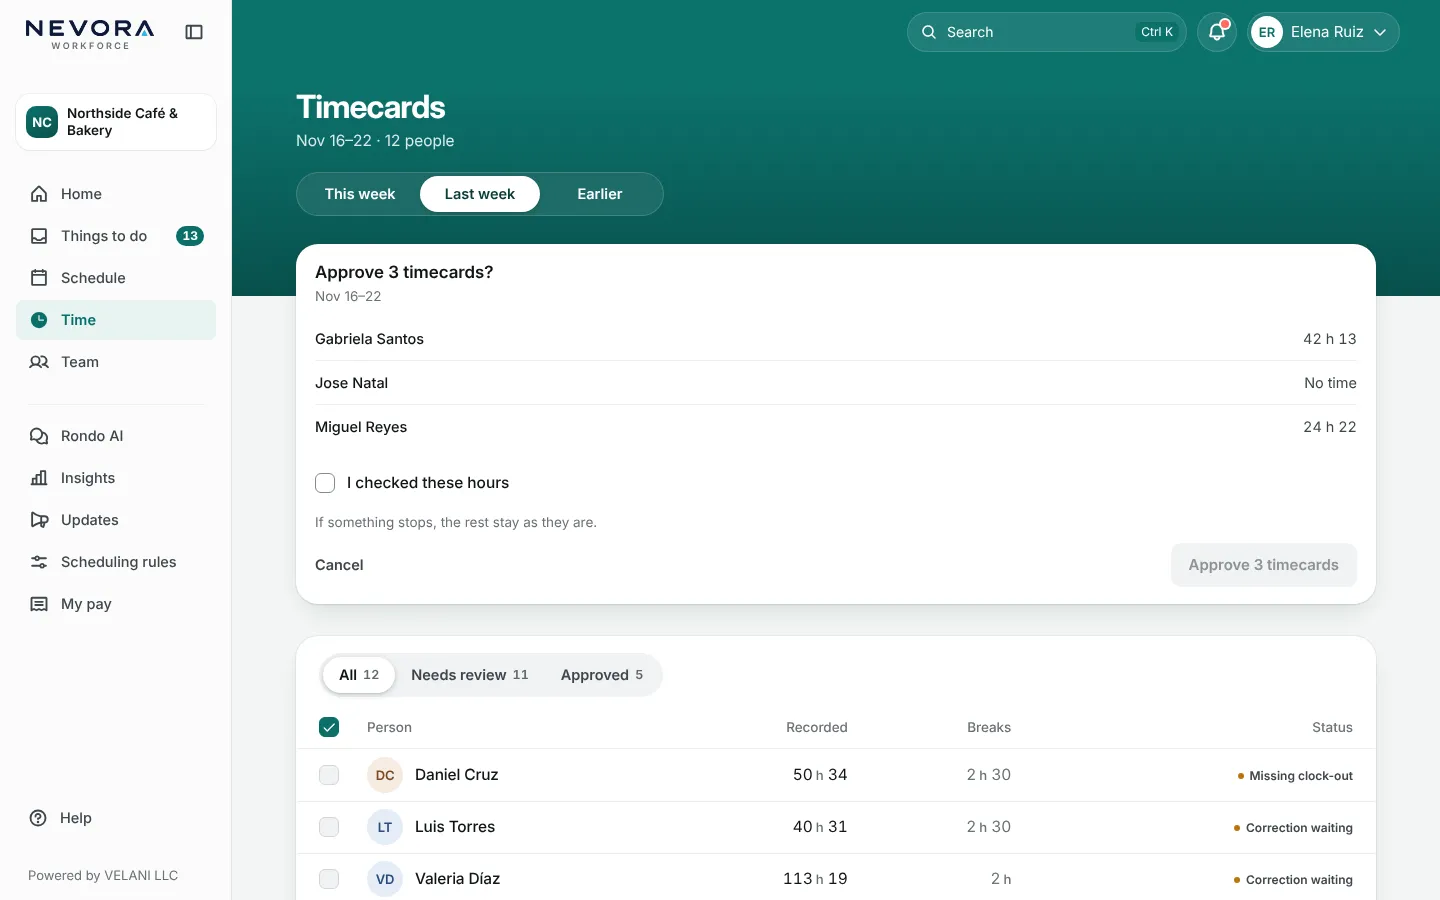 NEVORA
WORKFORCE
Search
Ctrl K
ER
Elena Ruiz
NC
Northside Café &
Bakery
Home
Things to do
13
Schedule
Time
Team
Rondo AI
Insights
Updates
Scheduling rules
My pay
Help
Powered by VELANI LLC
Timecards
Nov 16–22 · 12 people
This week
Last week
Earlier
Approve 3 timecards?
Nov 16–22
Gabriela Santos
42 h 13
Jose Natal
No time
Miguel Reyes
24 h 22
I checked these hours
If something stops, the rest stay as they are.
Cancel
Approve 3 timecards
All 12
Needs review 11
Approved 5
Person
Recorded
Breaks
Status
DC
Daniel Cruz
50 h 34
2 h 30
Missing clock-out
LT
Luis Torres
40 h 31
2 h 30
Correction waiting
VD
Valeria Díaz
113 h 19
2 h
Correction waiting